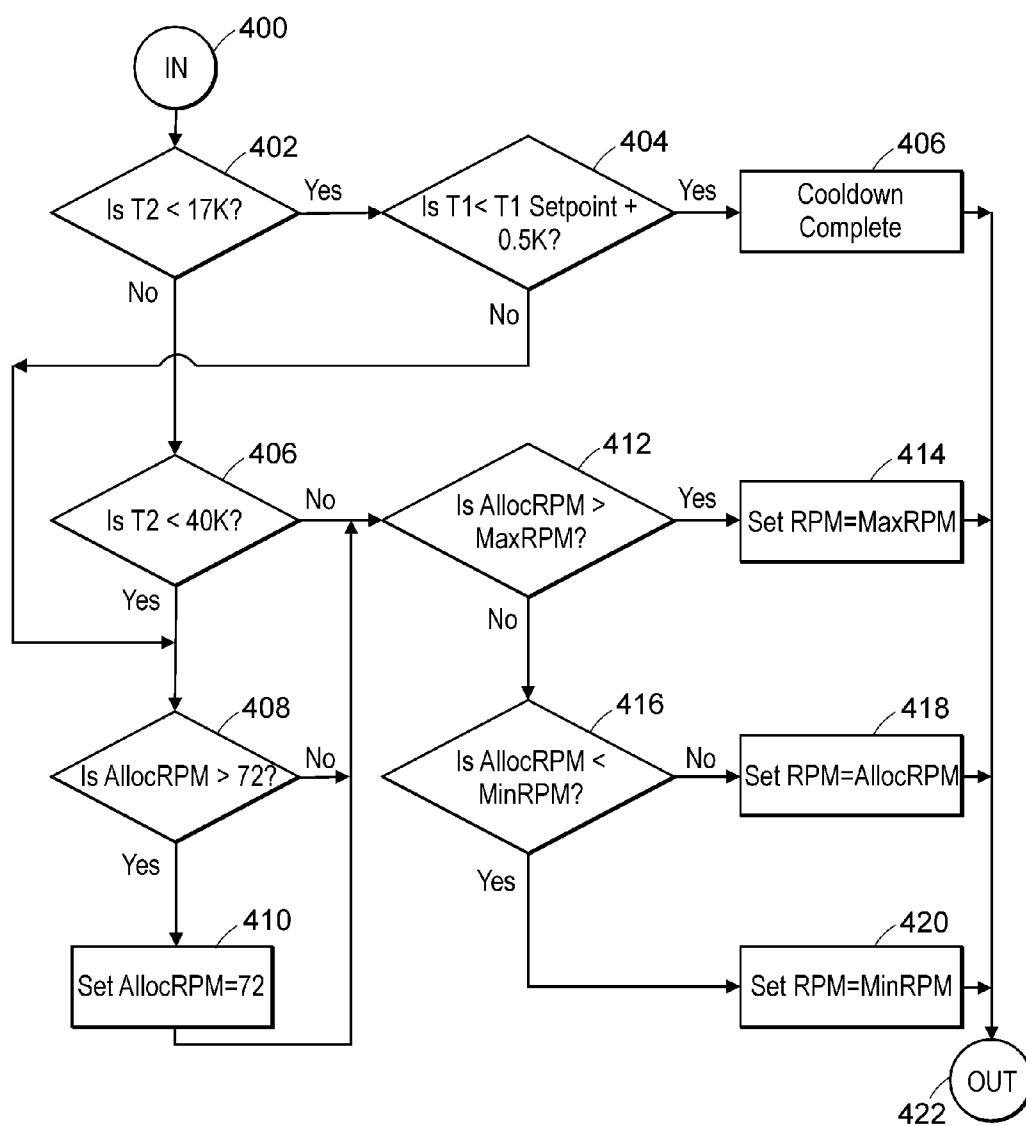 400
IN
402
Is T2 < 17K?
Yes
No
404
Is T1< T1 Setpoint +
0.5K?
Yes
No
406
Cooldown
Complete
406
Is T2 < 40K?
No
Yes
412
Is AllocRPM >
MaxRPM?
Yes
No
414
Set RPM=MaxRPM
408
Is AllocRPM > 72?
No
Yes
416
Is AllocRPM <
MinRPM?
No
Yes
418
Set RPM=AllocRPM
410
Set AllocRPM=72
420
Set RPM=MinRPM
OUT
422